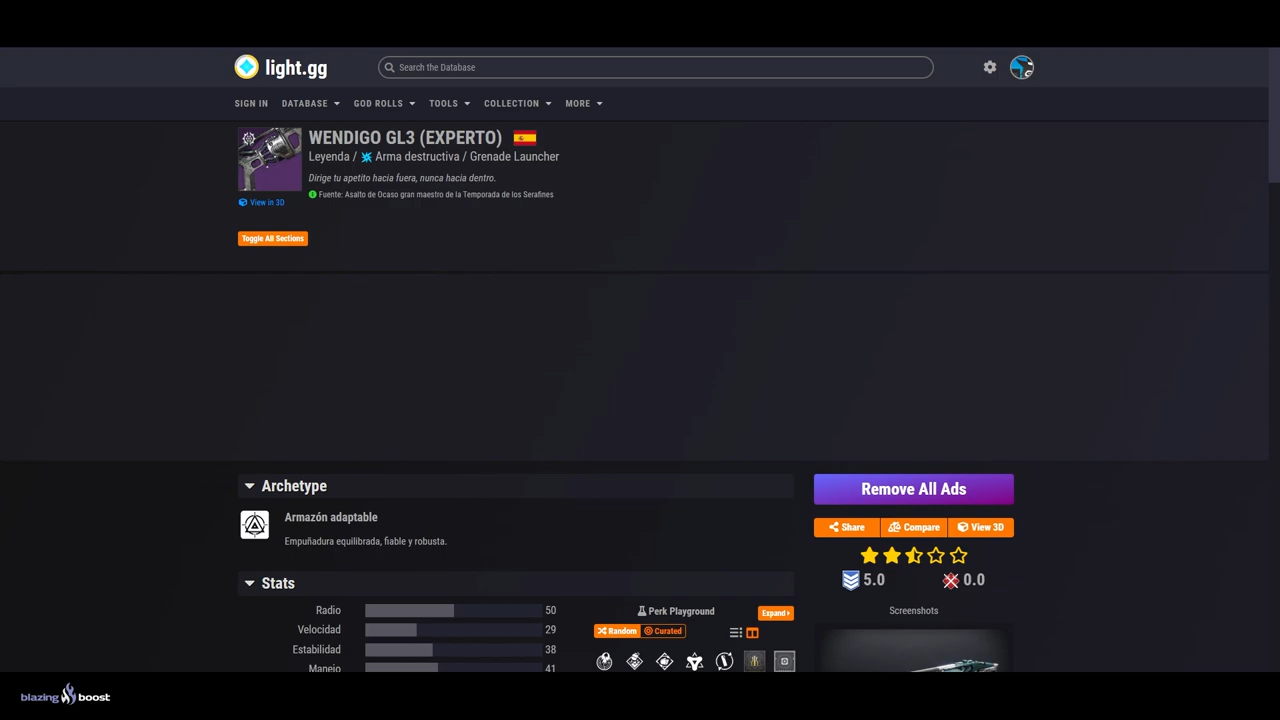 light.gg
Search the Database
SIGN IN DATABASE GOD ROLLS TOOLS COLLECTION MORE
WENDIGO GL3 (EXPERTO)
Leyenda / Arma destructiva / Grenade Launcher
Dirige tu apetito hacia fuera, nunca hacia dentro.
Fuente: Asalto de Ocaso gran maestro de la Temporada de los Serafines
View in 3D
Toggle All Sections
Archetype
Armazón adaptable
Empuñadura equilibrada, fiable y robusta.
Stats
Radio 50
Velocidad 29
Estabilidad 38
Manejo 41
Perk Playground Expand
Random Curated
Remove All Ads
Share Compare View 3D
5.0 0.0
Screenshots
blazing boost